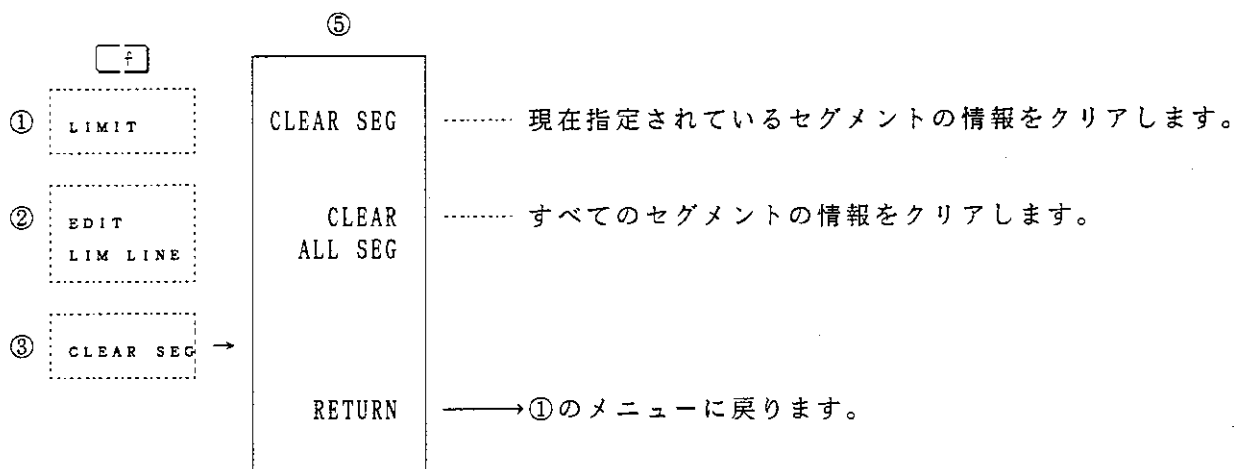 ⑤
f
① LIMIT
CLEAR SEG ········ 現在指定されているセグメントの情報をクリアします。
② EDIT
LIM LINE
CLEAR
ALL SEG ········ すべてのセグメントの情報をクリアします。
③ CLEAR SEG →
RETURN ——→①のメニューに戻ります。